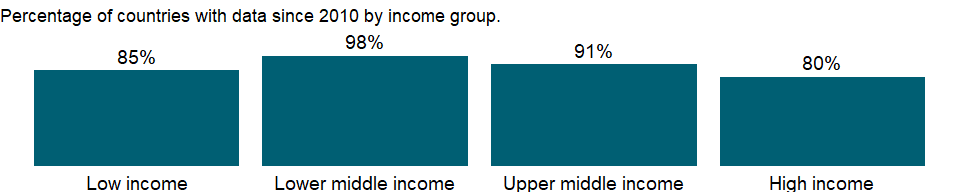 Percentage of countries with data since 2010 by income group.
85%
98%
91%
80%
Low income
Lower middle income
Upper middle income
High income